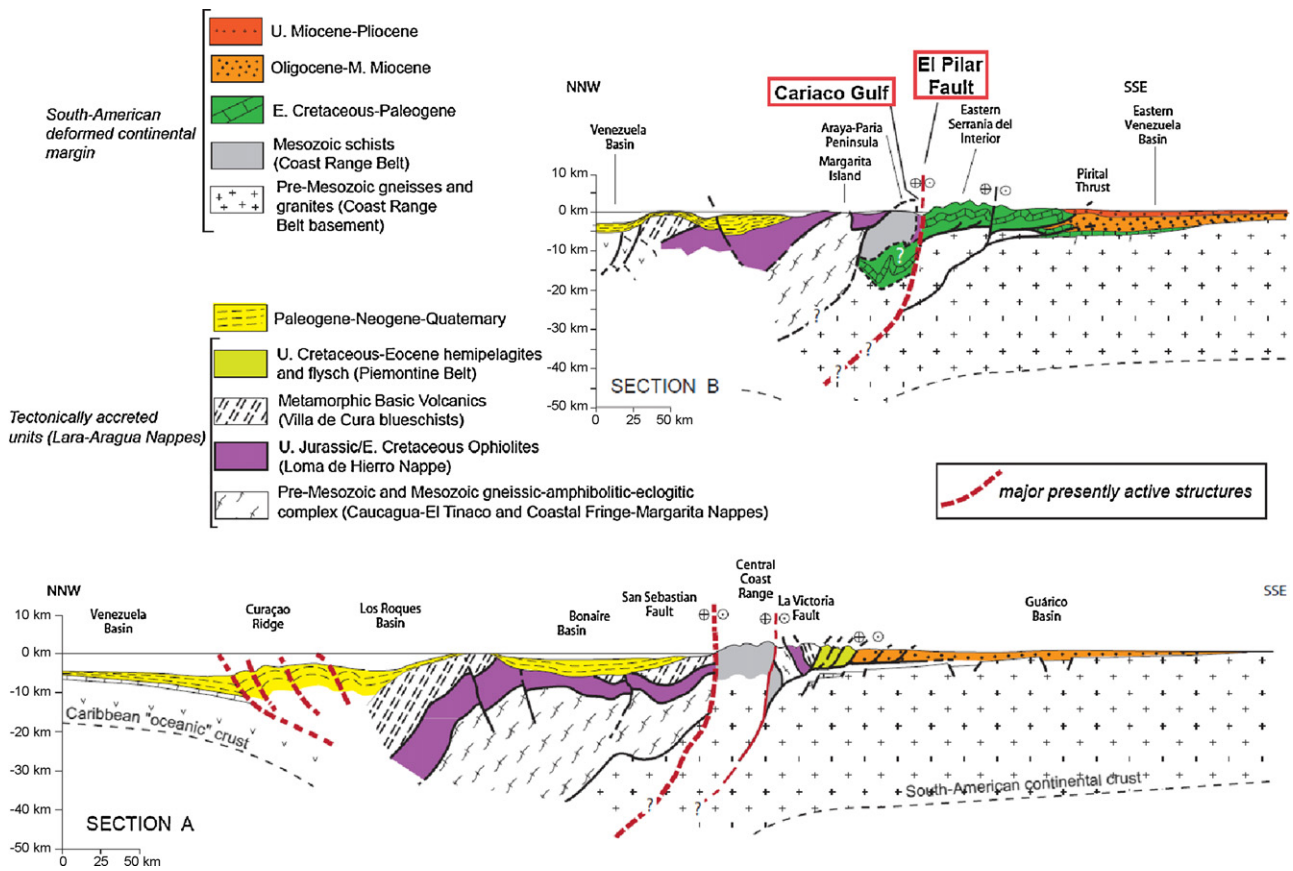 South-American
deformed continental
margin
U. Miocene-Pliocene
Oligocene-M. Miocene
E. Cretaceous-Paleogene
Mesozoic schists
(Coast Range Belt)
Pre-Mesozoic gneisses and
granites (Coast Range
Belt basement)
Paleogene-Neogene-Quaternary
Tectonically accreted
units (Lara-Aragua Nappes)
U. Cretaceous-Eocene hemipelagites
and flysch (Piemontine Belt)
Metamorphic Basic Volcanics
(Villa de Cura blueschists)
U. Jurassic/E. Cretaceous Ophiolites
(Loma de Hierro Nappe)
Pre-Mesozoic and Mesozoic gneissic-amphibolitic-eclogitic
complex (Caucagua-El Tinaco and Coastal Fringe-Margarita Nappes)
NNW
Cariaco Gulf
El Pilar
Fault
SSE
Venezuela
Basin
Araya-Paria
Peninsula
Margarita
Island
Eastern
Serrania del
Interior
Pirital
Thrust
Eastern
Venezuela
Basin
10 km
0 km
-10 km
-20 km
-30 km
-40 km
-50 km
?
?
?
?
SECTION B
0 25 50 km
major presently active structures
NNW
SSE
Venezuela
Basin
Curaçao
Ridge
Los Roques
Basin
Bonaire
Basin
San Sebastian
Fault
Central
Coast
Range
La Victoria
Fault
Guárico
Basin
10 km
0 km
-10 km
-20 km
-30 km
-40 km
-50 km
Caribbean "oceanic" crust
South-American continental crust
?
?
SECTION A
0 25 50 km